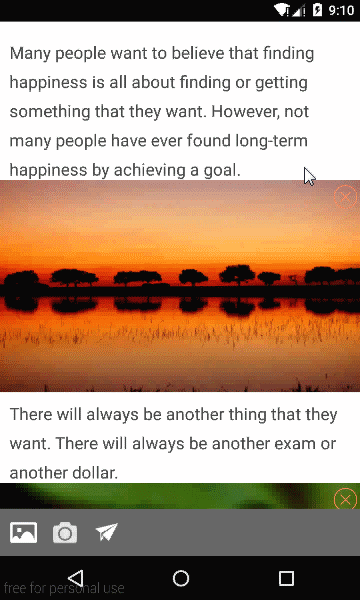 9:10
Many people want to believe that finding
happiness is all about finding or getting
something that they want. However, not
many people have ever found long-term
happiness by achieving a goal.
There will always be another thing that they
want. There will always be another exam or
another dollar.
free for personal use